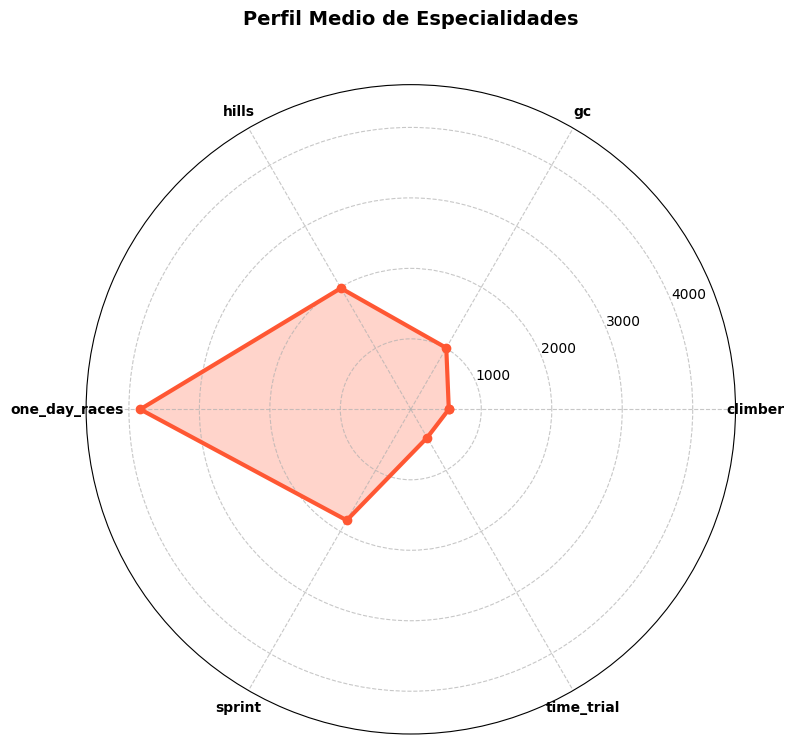 Perfil Medio de Especialidades
hills
gc
4000
3000
2000
1000
one_day_races
climber
sprint
time_trial